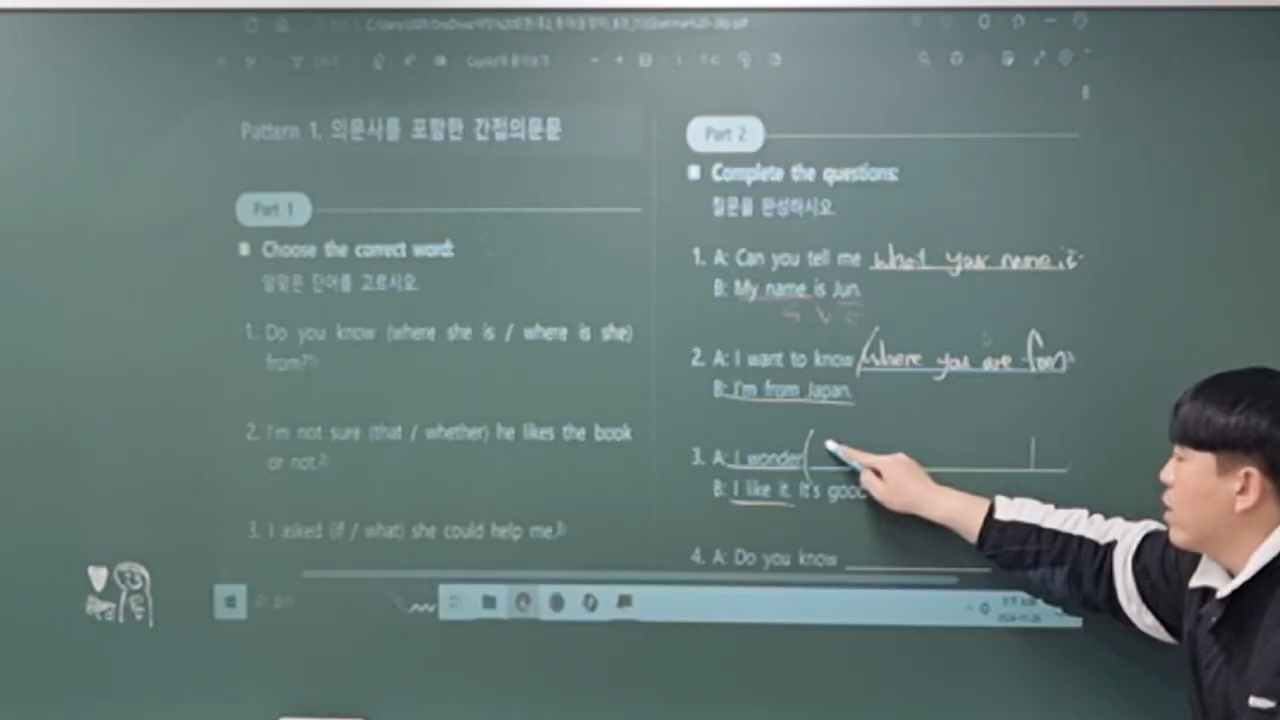 Pattern 1. 의문사를 포함한 간접의문문
Part 1
Choose the correct word:
알맞은 단어를 고르시오.
1. Do you know (where she is / where is she)
from?
2. I'm not sure (that / whether) he likes the book
or not.
3. I asked (if / what) she could help me.
Part 2
Complete the questions:
질문을 완성하시오.
1. A: Can you tell me what your name is.
B: My name is Jun.
S V C
2. A: I want to know (where you are from
B: I'm from Japan.
3. A: I wonder (
B: I like it. It's good
4. A: Do you know